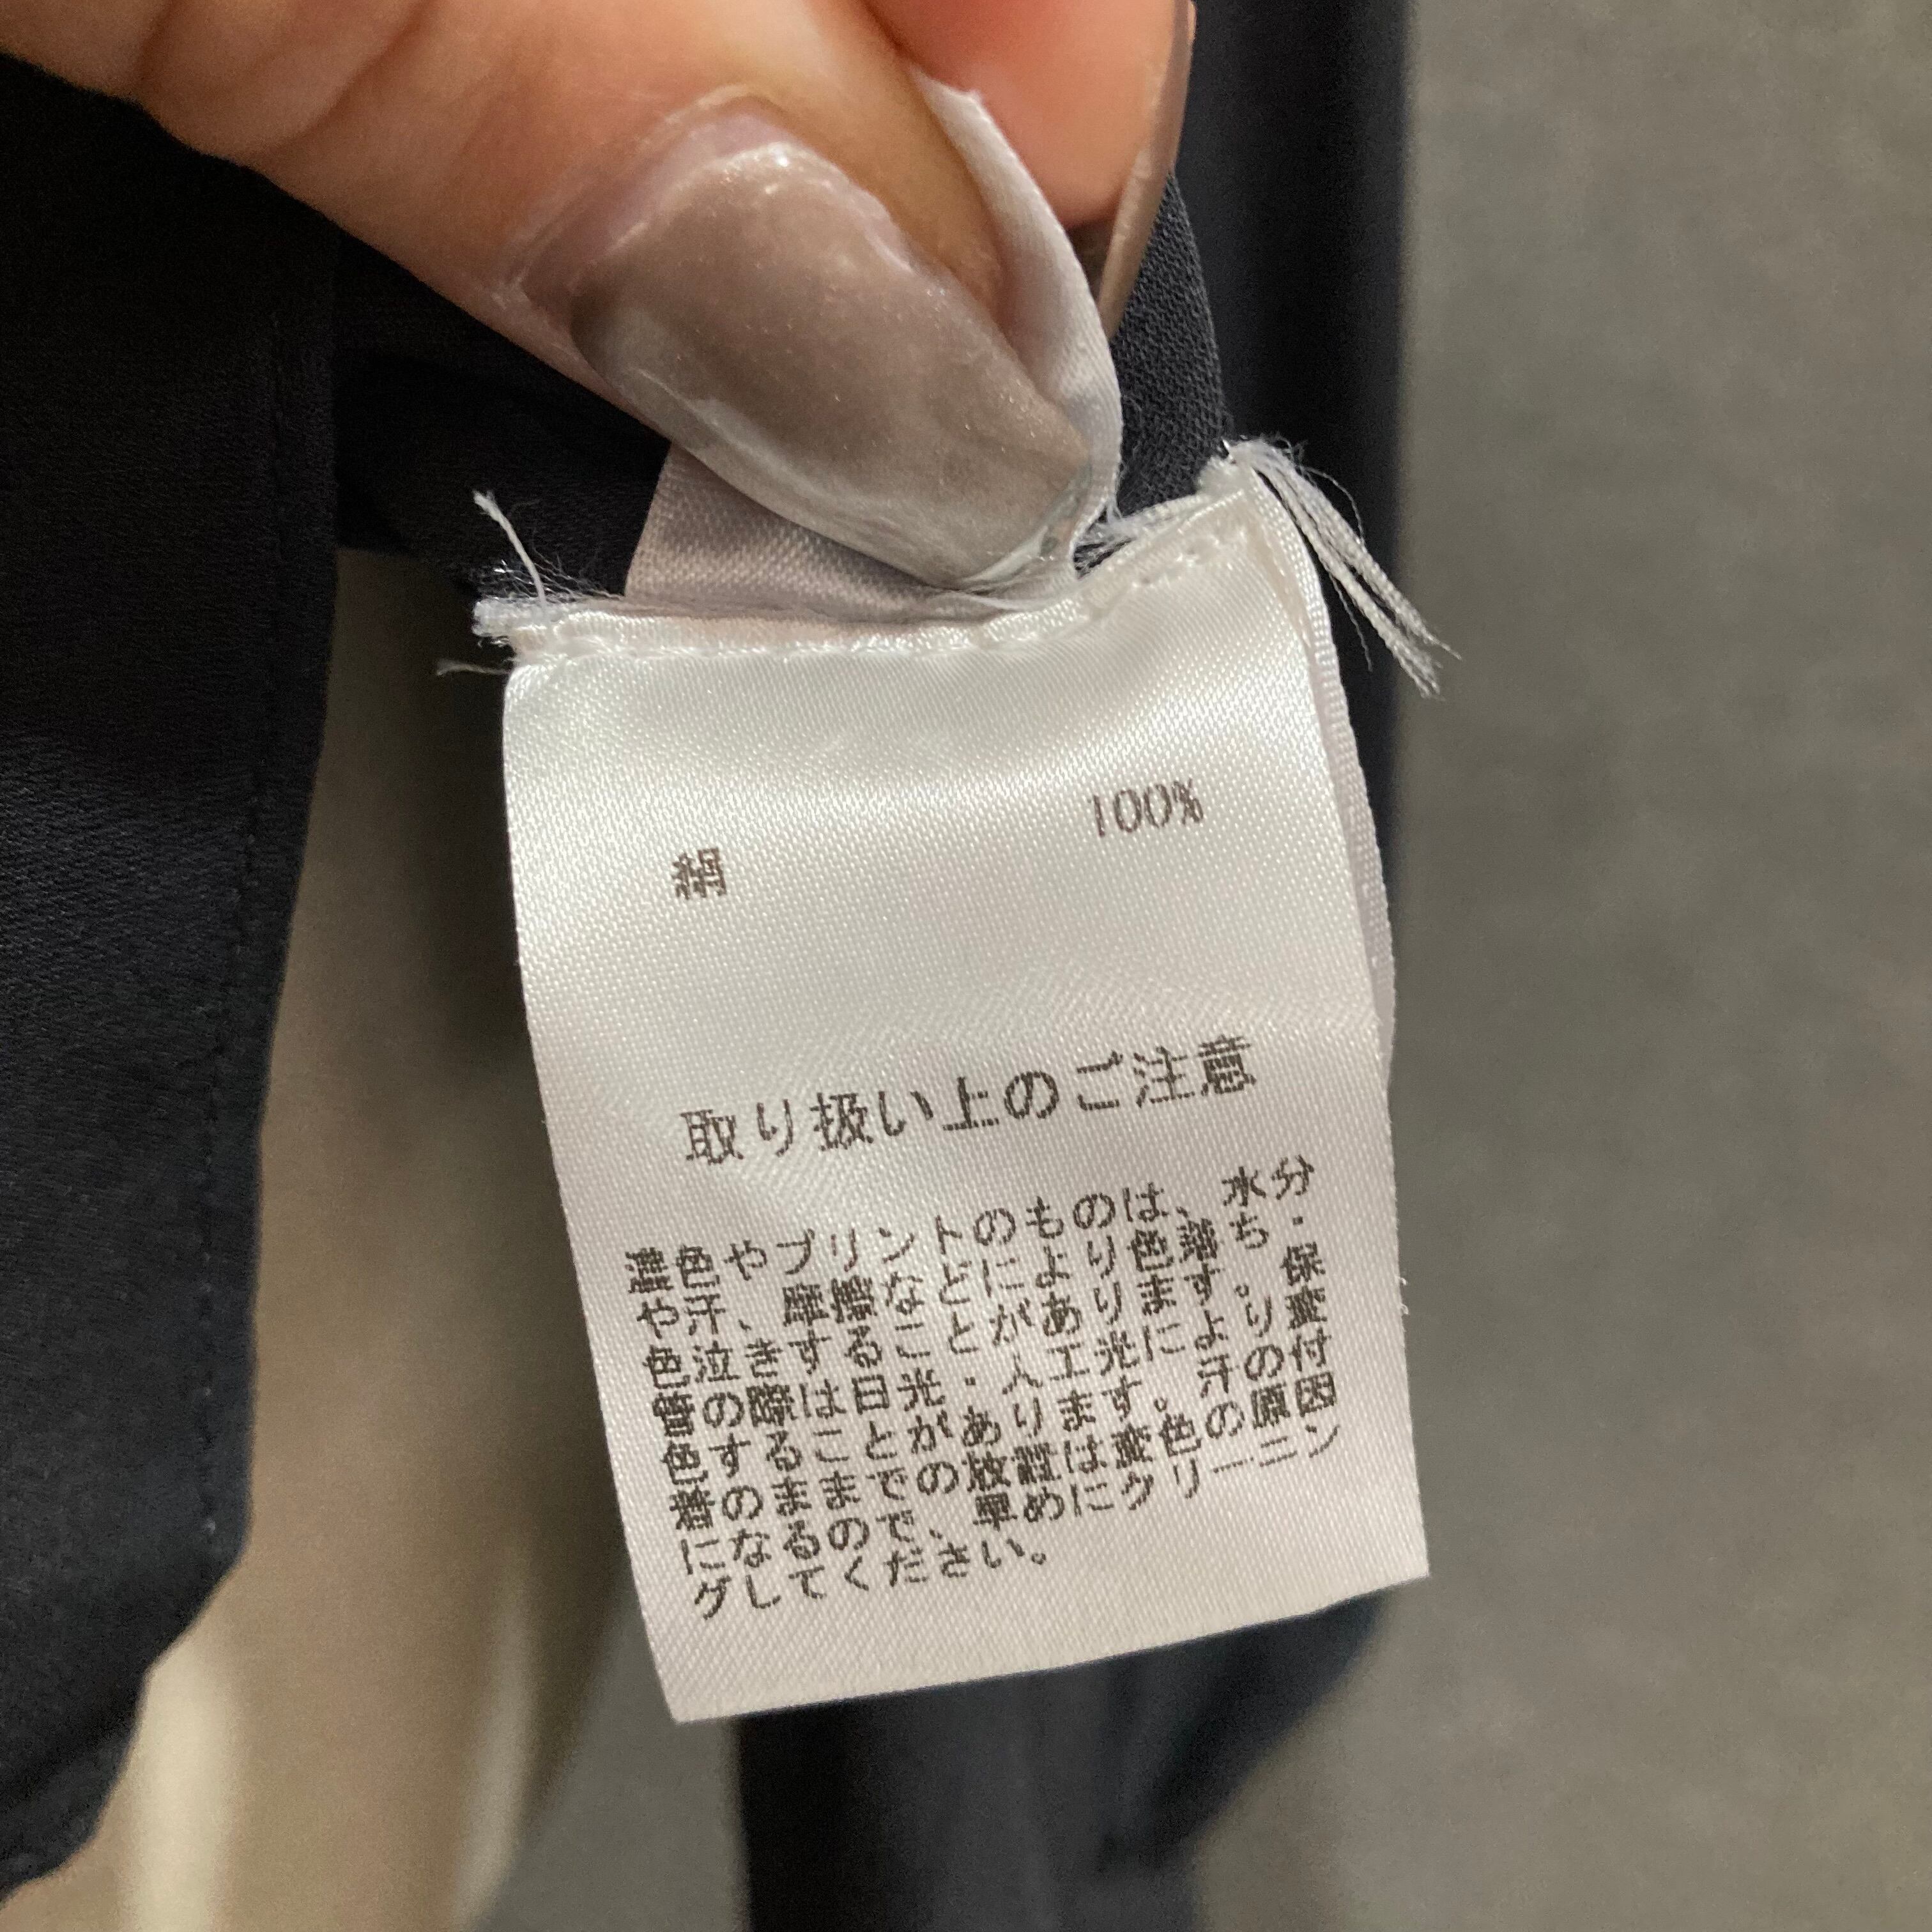 絹 100%
取り扱い上のご注意
濃色やプリントのものは、水分
や汗、摩擦などにより色落ち・
色泣きすることがあります。保
管の際は日光・人工光により変
色することがあります。汗の付
着のままでの放置は変色の原因
になるので、早めにクリーニン
グしてください。